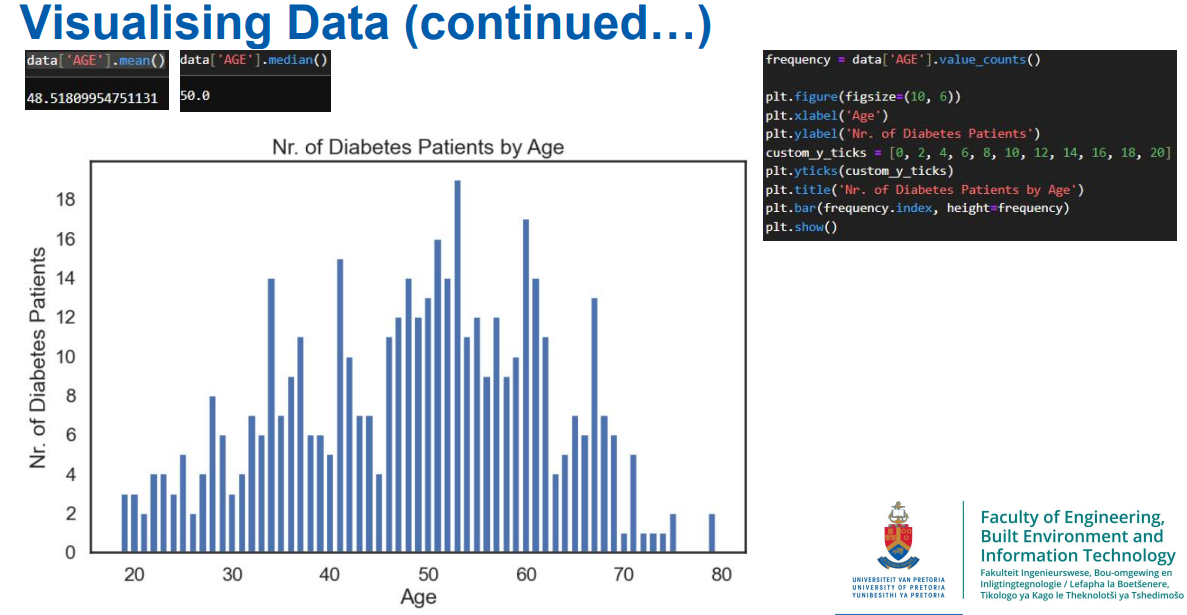 Visualising Data (continued…)
data['AGE'].mean()
48.51809954751131
data['AGE'].median()
50.0
frequency = data['AGE'].value_counts()
plt.figure(figsize=(10, 6))
plt.xlabel('Age')
plt.ylabel('Nr. of Diabetes Patients')
custom_y_ticks = [0, 2, 4, 6, 8, 10, 12, 14, 16, 18, 20]
plt.yticks(custom_y_ticks)
plt.title('Nr. of Diabetes Patients by Age')
plt.bar(frequency.index, height=frequency)
plt.show()
Nr. of Diabetes Patients by Age
Nr. of Diabetes Patients
18
16
14
12
10
8
6
4
2
0
20 30 40 50 60 70 80
Age
UNIVERSITEIT VAN PRETORIA
UNIVERSITY OF PRETORIA
YUNIBESITHI YA PRETORIA
Faculty of Engineering,
Built Environment and
Information Technology
Fakulteit Ingenieurswese, Bou-omgewing en
Inligtingtegnologie / Lefapha la Boetšenere,
Tikologo ya Kago le Theknolotši ya Tshedimošo